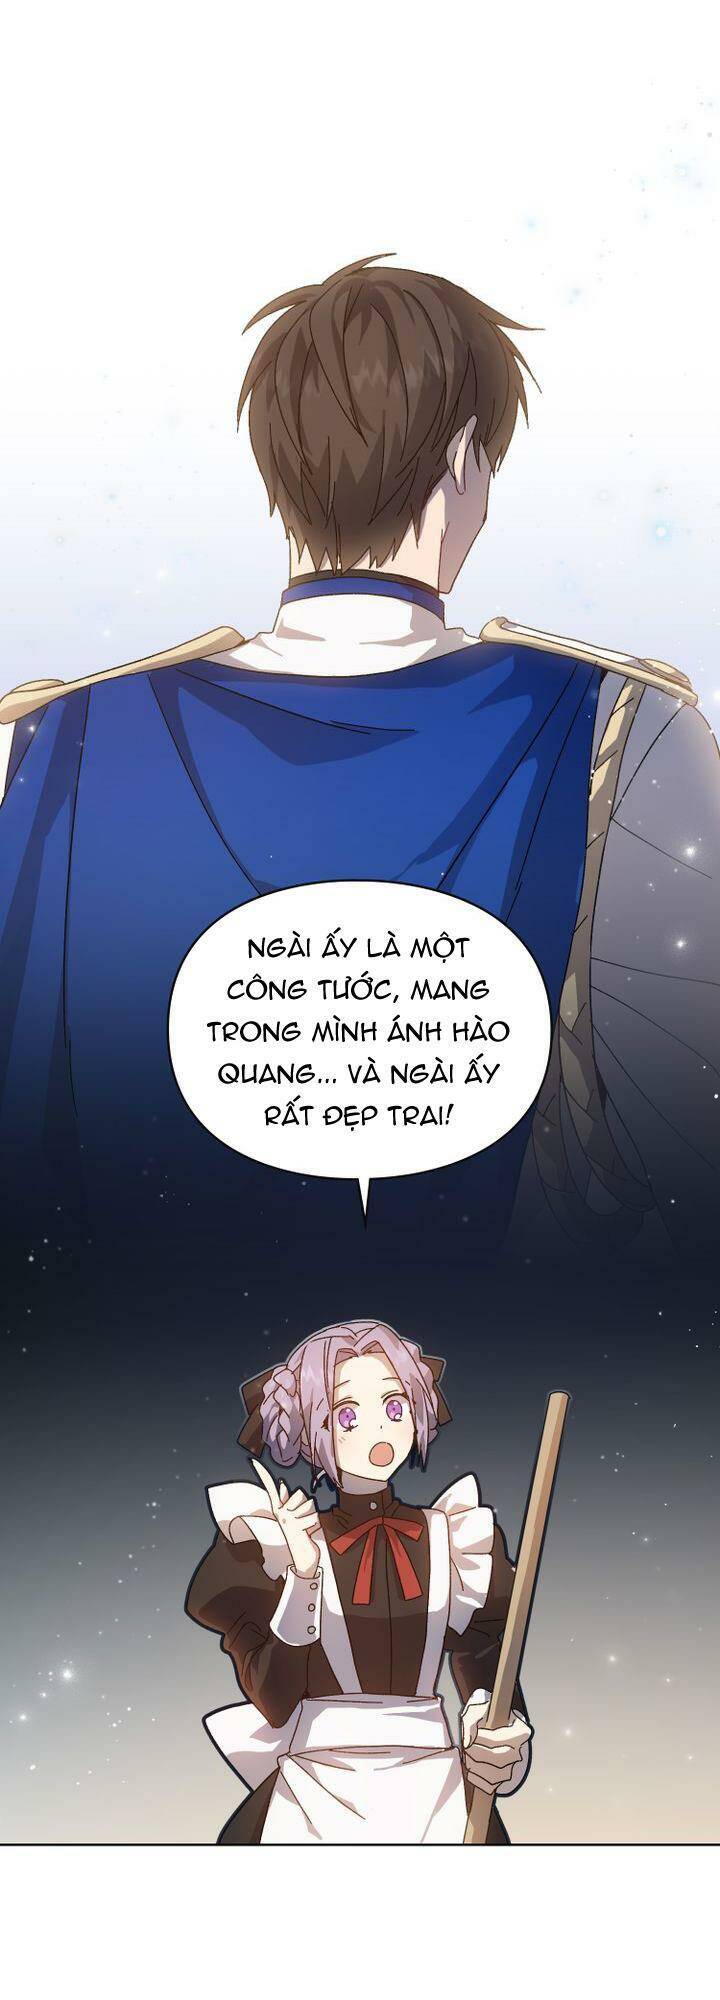 NGÀI ẤY LÀ MỘT
CÔNG TƯỚC, MANG
TRONG MÌNH ÁNH HÀO
QUANG... VÀ NGÀI ẤY
RẤT ĐẸP TRAI!